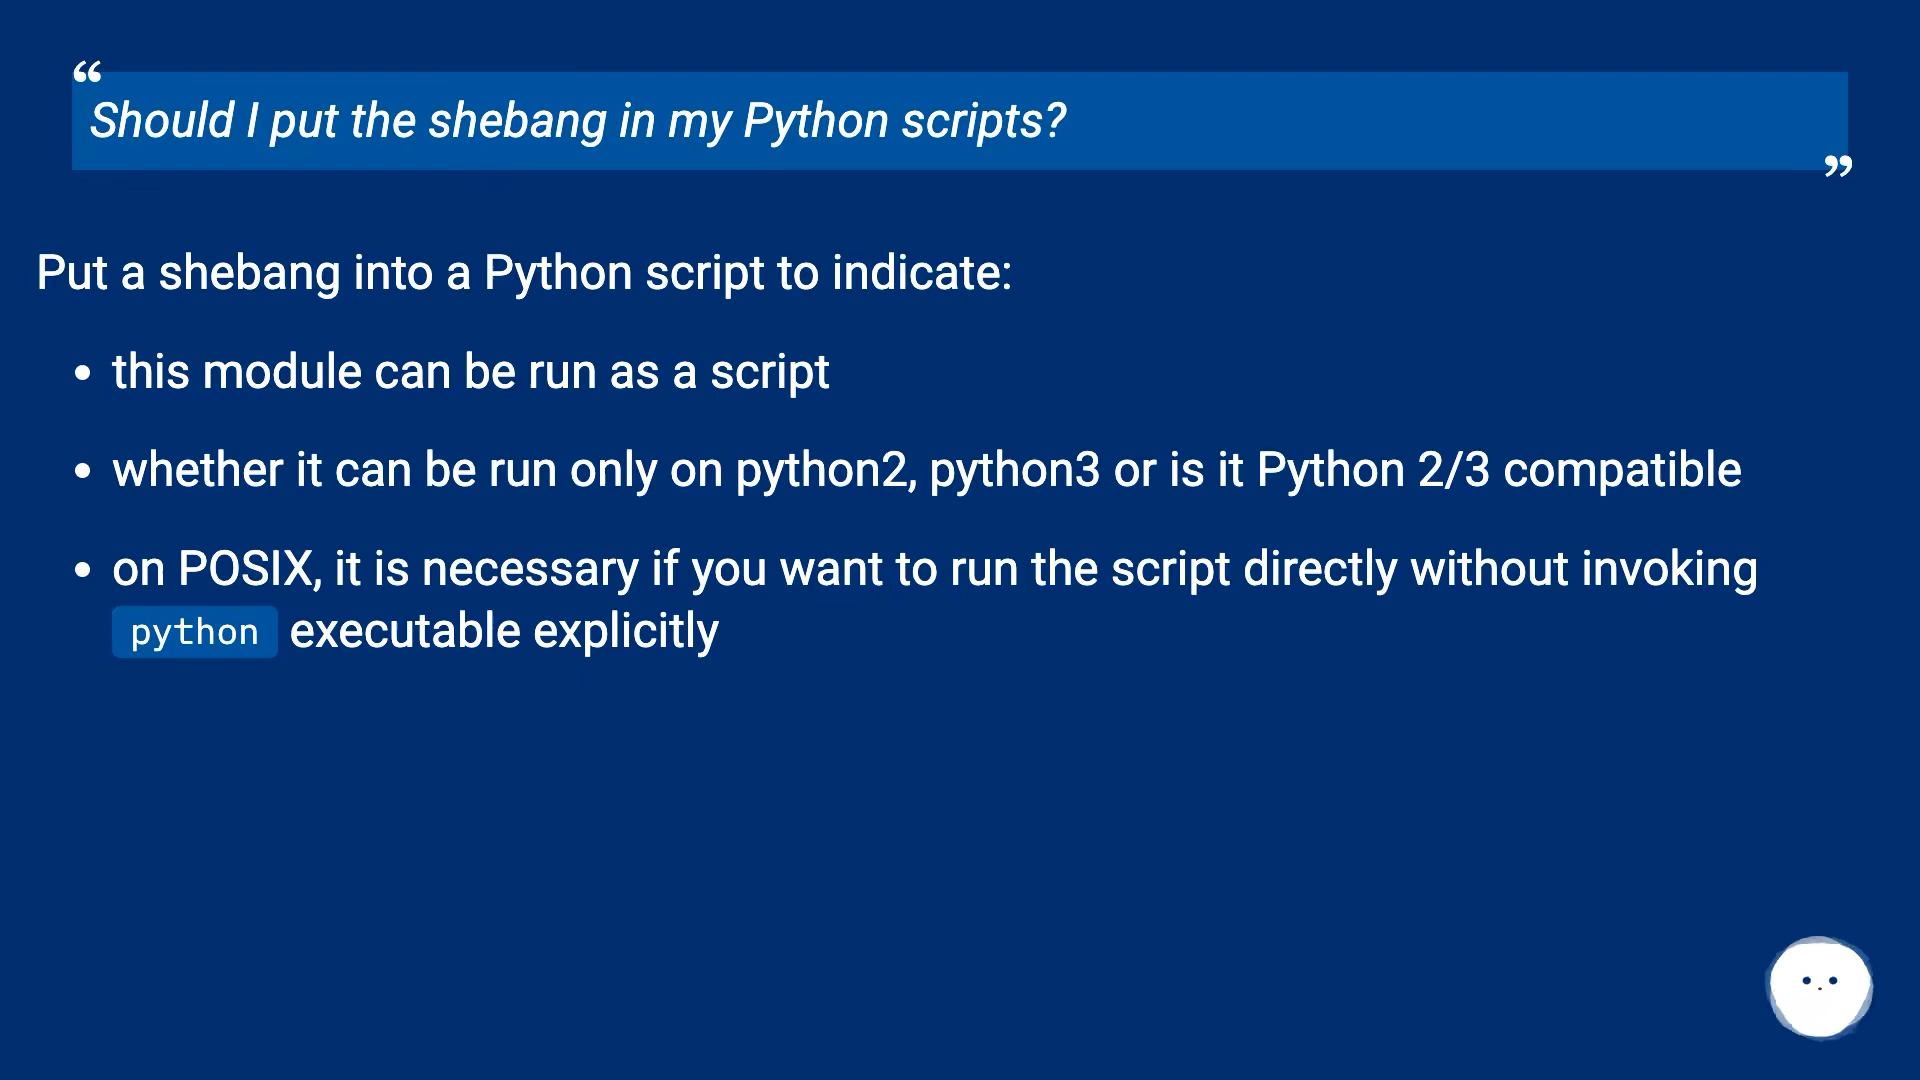 “
Should I put the shebang in my Python scripts?
”
Put a shebang into a Python script to indicate:
• this module can be run as a script
• whether it can be run only on python2, python3 or is it Python 2/3 compatible
• on POSIX, it is necessary if you want to run the script directly without invoking
python executable explicitly